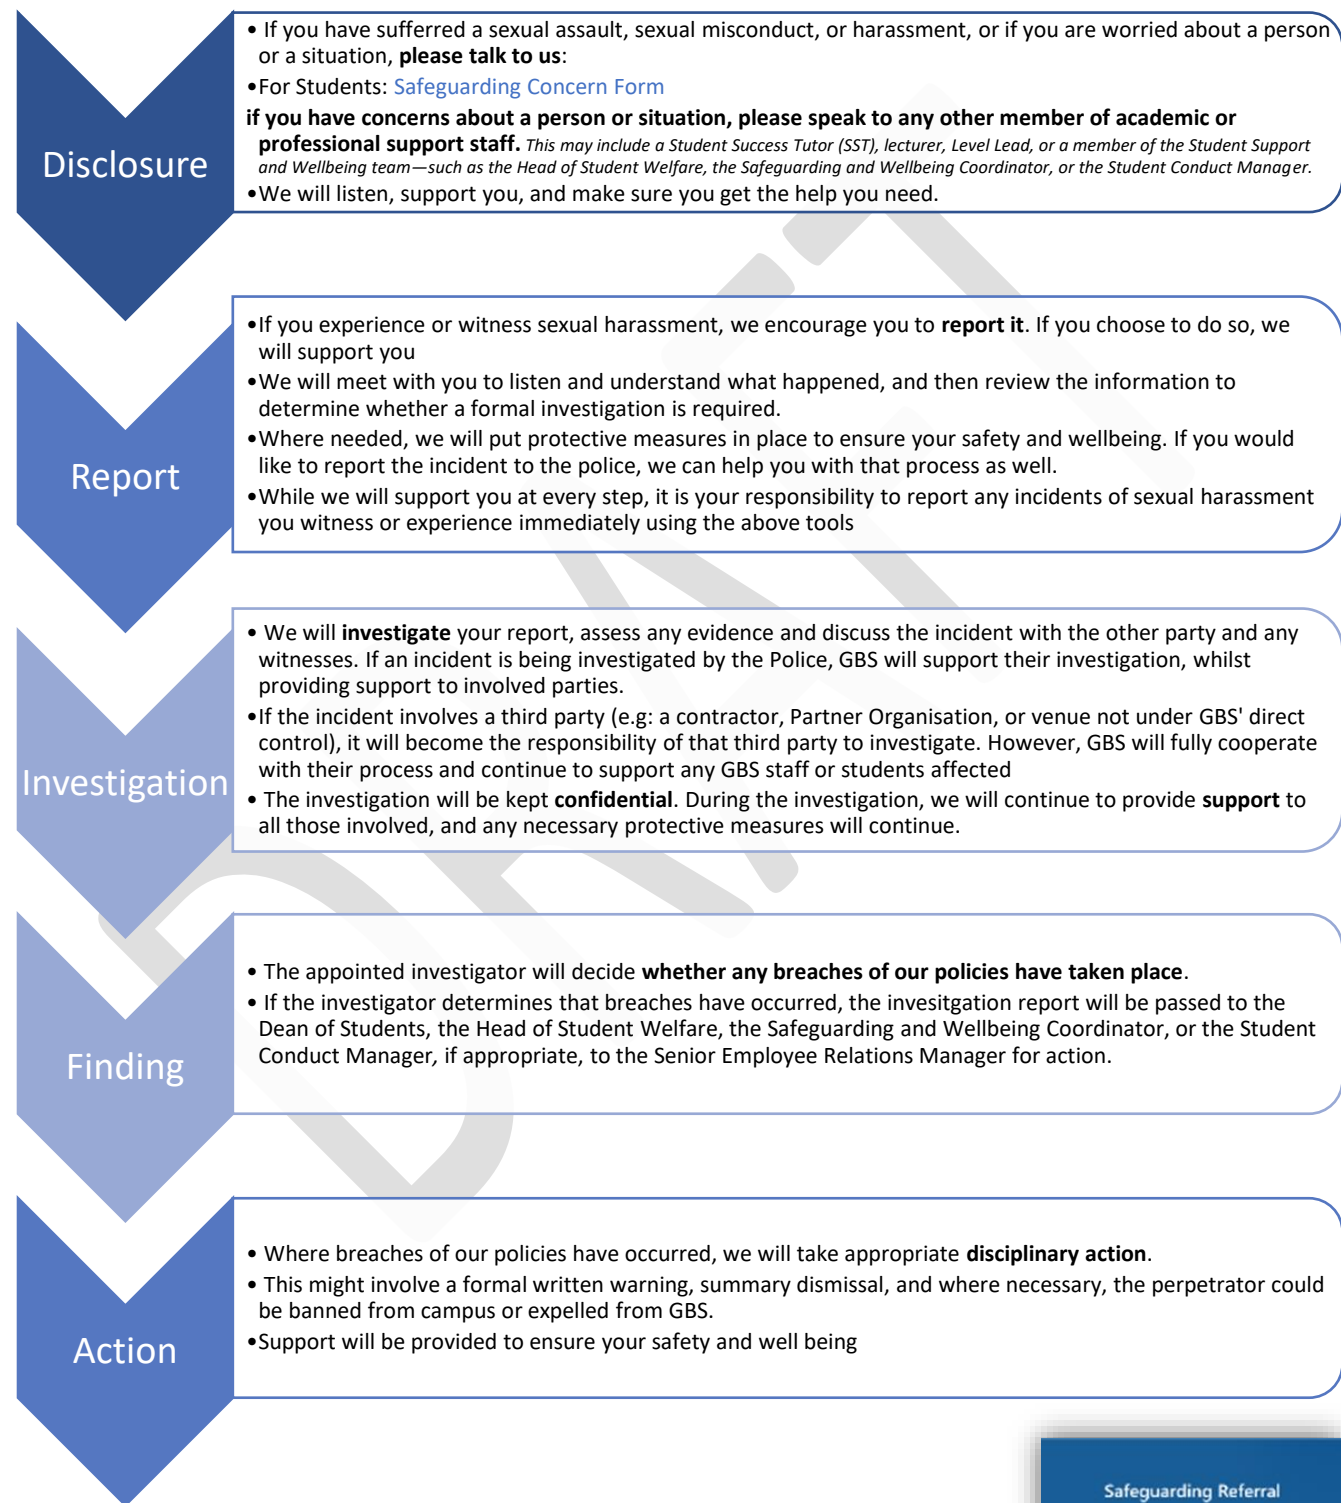 Disclosure
• If you have sufferred a sexual assault, sexual misconduct, or harassment, or if you are worried about a person
or a situation, please talk to us:
•For Students: Safeguarding Concern Form
if you have concerns about a person or situation, please speak to any other member of academic or
professional support staff. This may include a Student Success Tutor (SST), lecturer, Level Lead, or a member of the Student Support
and Wellbeing team—such as the Head of Student Welfare, the Safeguarding and Wellbeing Coordinator, or the Student Conduct Manager.
•We will listen, support you, and make sure you get the help you need.
Report
•If you experience or witness sexual harassment, we encourage you to report it. If you choose to do so, we
will support you
•We will meet with you to listen and understand what happened, and then review the information to
determine whether a formal investigation is required.
•Where needed, we will put protective measures in place to ensure your safety and wellbeing. If you would
like to report the incident to the police, we can help you with that process as well.
•While we will support you at every step, it is your responsibility to report any incidents of sexual harassment
you witness or experience immediately using the above tools
Investigation
• We will investigate your report, assess any evidence and discuss the incident with the other party and any
witnesses. If an incident is being investigated by the Police, GBS will support their investigation, whilst
providing support to involved parties.
•If the incident involves a third party (e.g: a contractor, Partner Organisation, or venue not under GBS' direct
control), it will become the responsibility of that third party to investigate. However, GBS will fully cooperate
with their process and continue to support any GBS staff or students affected
• The investigation will be kept confidential. During the investigation, we will continue to provide support to
all those involved, and any necessary protective measures will continue.
Finding
• The appointed investigator will decide whether any breaches of our policies have taken place.
• If the investigator determines that breaches have occurred, the invesitgation report will be passed to the
Dean of Students, the Head of Student Welfare, the Safeguarding and Wellbeing Coordinator, or the Student
Conduct Manager, if appropriate, to the Senior Employee Relations Manager for action.
Action
• Where breaches of our policies have occurred, we will take appropriate disciplinary action.
• This might involve a formal written warning, summary dismissal, and where necessary, the perpetrator could
be banned from campus or expelled from GBS.
•Support will be provided to ensure your safety and well being
Safeguarding Referral
DRAFT